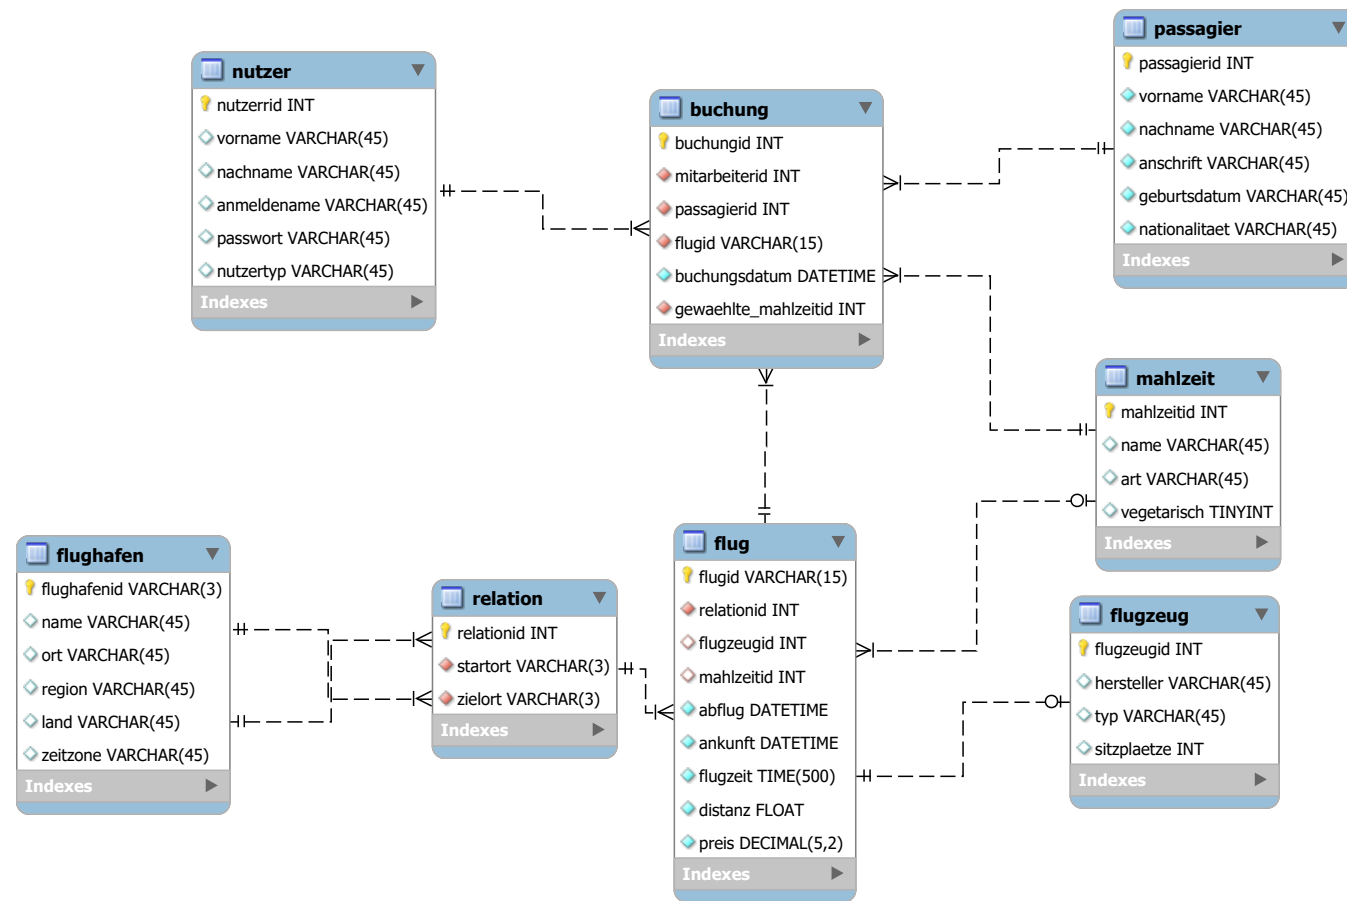 nutzer
nutzerrid INT
vorname VARCHAR(45)
nachname VARCHAR(45)
anmeldename VARCHAR(45)
passwort VARCHAR(45)
nutzertyp VARCHAR(45)
Indexes
buchung
buchungid INT
mitarbeiterid INT
passagierid INT
flugid VARCHAR(15)
buchungsdatum DATETIME
gewaehlte_mahlzeitid INT
Indexes
passagier
passagierid INT
vorname VARCHAR(45)
nachname VARCHAR(45)
anschrift VARCHAR(45)
geburtsdatum VARCHAR(45)
nationalitaet VARCHAR(45)
Indexes
mahlzeit
mahlzeitid INT
name VARCHAR(45)
art VARCHAR(45)
vegetarisch TINYINT
Indexes
flughafen
flughafenid VARCHAR(3)
name VARCHAR(45)
ort VARCHAR(45)
region VARCHAR(45)
land VARCHAR(45)
zeitzone VARCHAR(45)
Indexes
relation
relationid INT
startort VARCHAR(3)
zielort VARCHAR(3)
Indexes
flug
flugid VARCHAR(15)
relationid INT
flugzeugid INT
mahlzeitid INT
abflug DATETIME
ankunft DATETIME
flugzeit TIME(500)
distanz FLOAT
preis DECIMAL(5,2)
Indexes
flugzeug
flugzeugid INT
hersteller VARCHAR(45)
typ VARCHAR(45)
sitzplaetze INT
Indexes